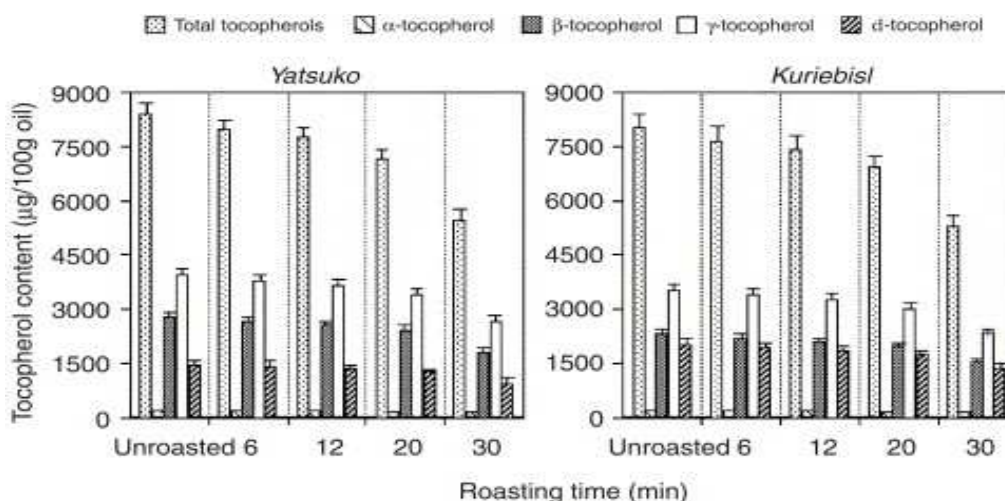 Total tocopherols α-tocopherol β-tocopherol γ-tocopherol d-tocopherol
Yatsuko Kuriebisl
Tocopherol content (µg/100g oil)
9000 9000
7500 7500
6000 6000
4500 4500
3000 3000
1500 1500
0 0
Unroasted 6 12 20 30 Unroasted 6 12 20 30
Roasting time (min)